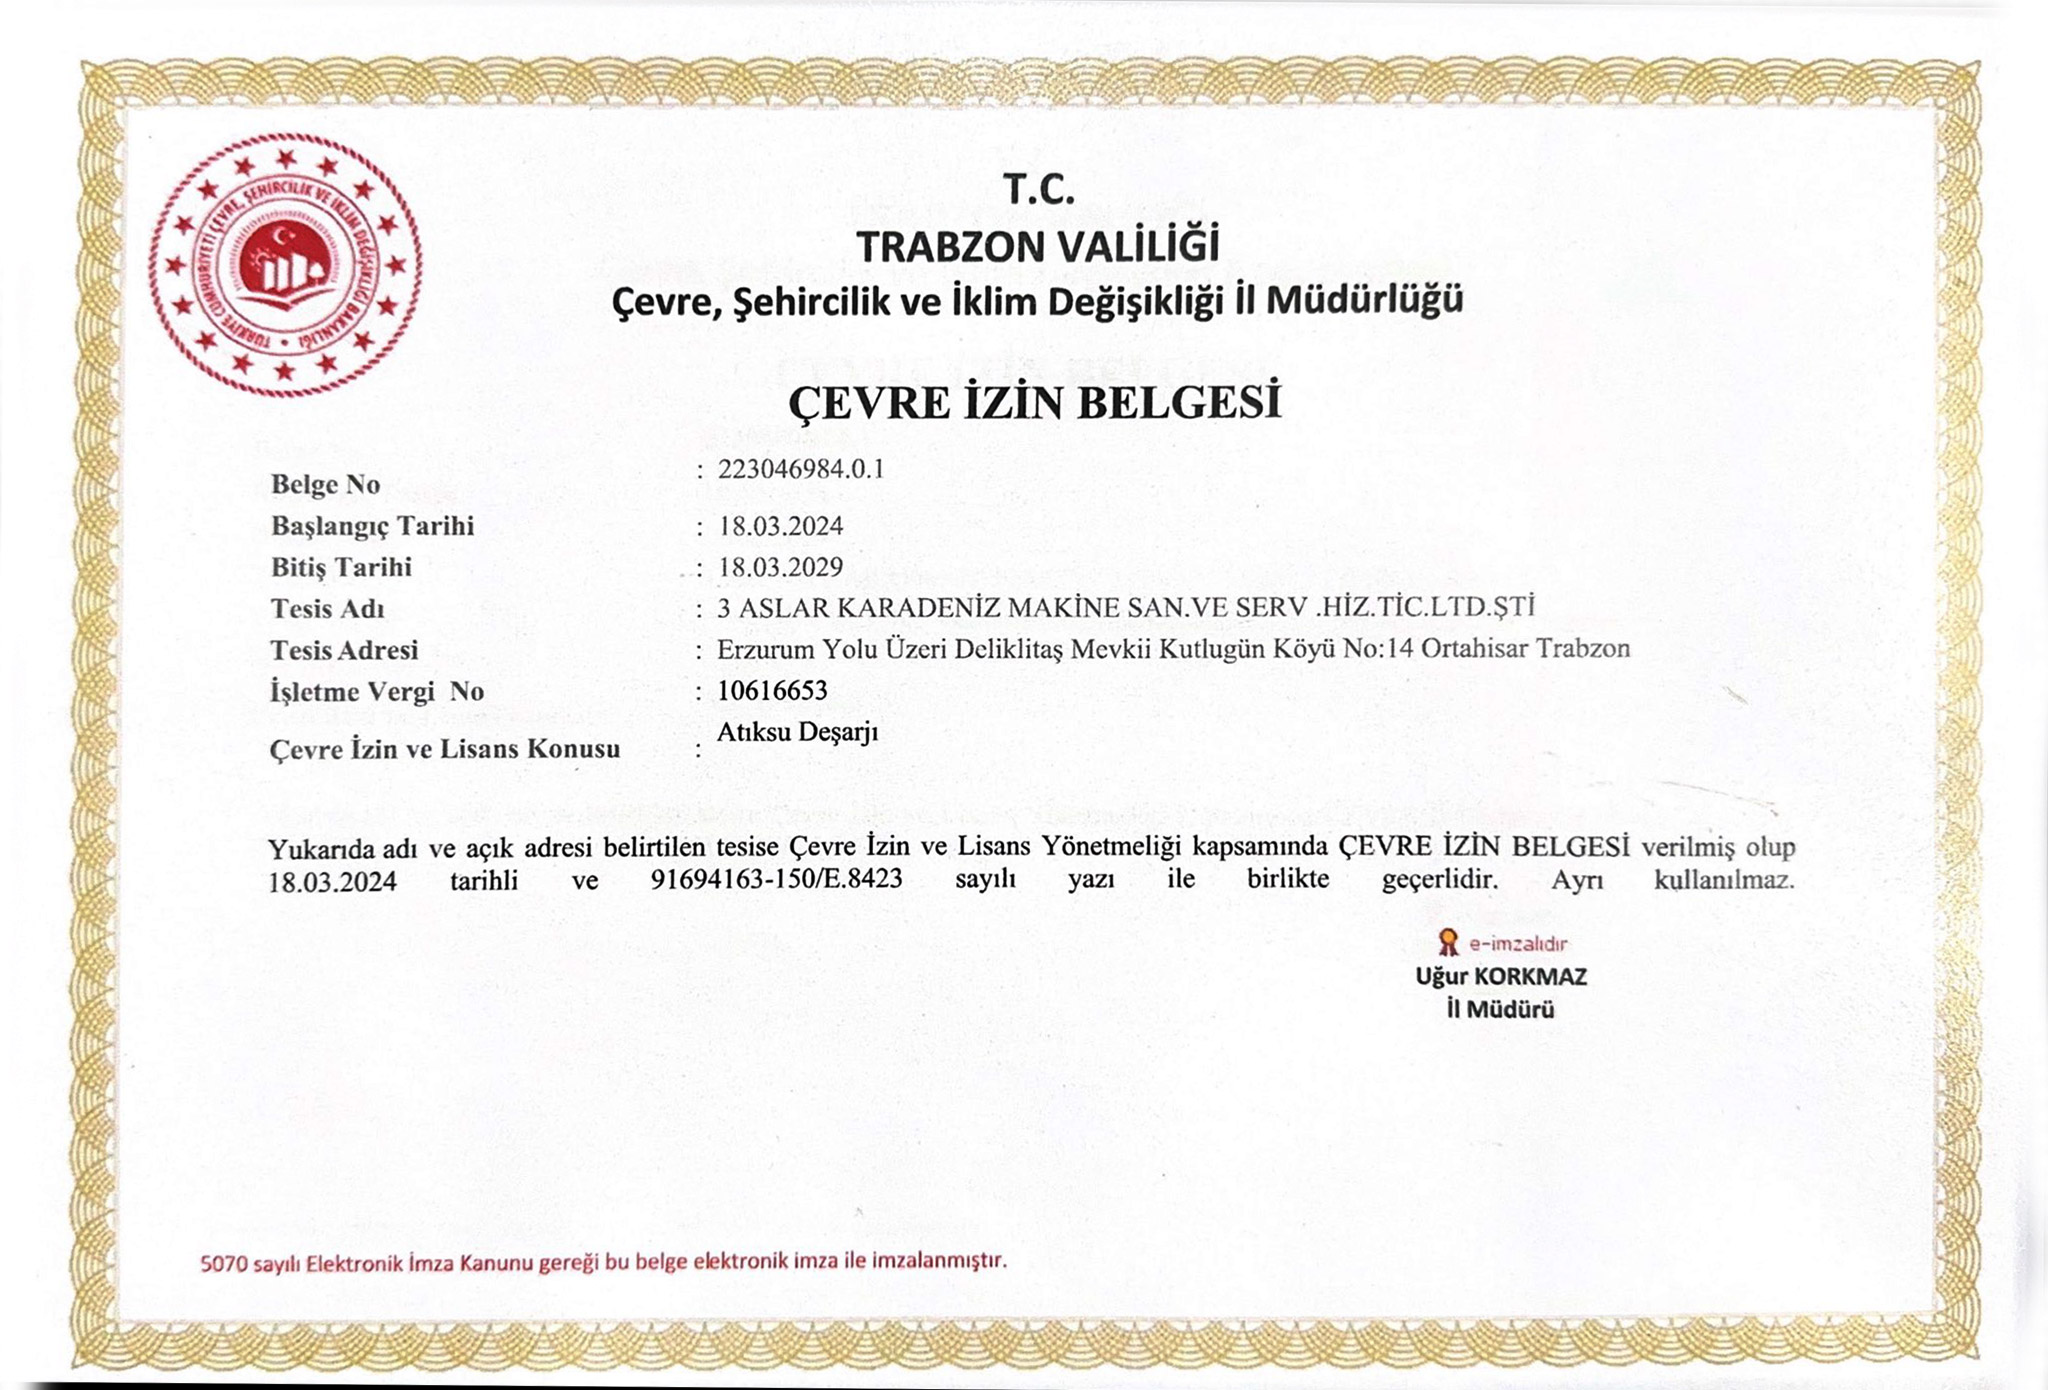 TÜRKİYE CUMHURİYETİ ÇEVRE, ŞEHİRCİLİK VE İKLİM DEĞİŞİKLİĞİ BAKANLIĞI
T.C.
TRABZON VALİLİĞİ
Çevre, Şehircilik ve İklim Değişikliği İl Müdürlüğü
ÇEVRE İZİN BELGESİ
Belge No : 223046984.0.1
Başlangıç Tarihi : 18.03.2024
Bitiş Tarihi : 18.03.2029
Tesis Adı : 3 ASLAR KARADENİZ MAKİNE SAN.VE SERV .HİZ.TİC.LTD.ŞTİ
Tesis Adresi : Erzurum Yolu Üzeri Deliklitaş Mevkii Kutlugün Köyü No:14 Ortahisar Trabzon
İşletme Vergi No : 10616653
Çevre İzin ve Lisans Konusu : Atıksu Deşarjı
Yukarıda adı ve açık adresi belirtilen tesise Çevre İzin ve Lisans Yönetmeliği kapsamında ÇEVRE İZİN BELGESİ verilmiş olup
18.03.2024 tarihli ve 91694163-150/E.8423 sayılı yazı ile birlikte geçerlidir. Ayrı kullanılmaz.
e-imzalıdır
Uğur KORKMAZ
İl Müdürü
5070 sayılı Elektronik İmza Kanunu gereği bu belge elektronik imza ile imzalanmıştır.